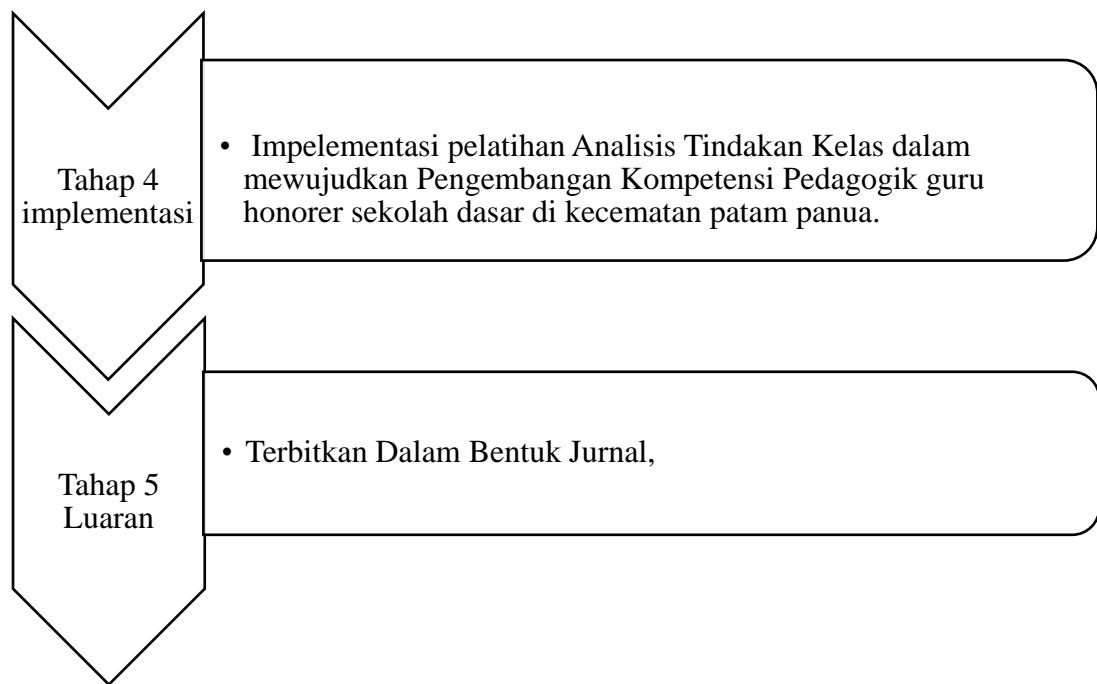 Tahap 4
implementasi
• Impelementasi pelatihan Analisis Tindakan Kelas dalam
mewujudkan Pengembangan Kompetensi Pedagogik guru
honorer sekolah dasar di kecematan patam panua.
Tahap 5
Luaran
• Terbitkan Dalam Bentuk Jurnal,